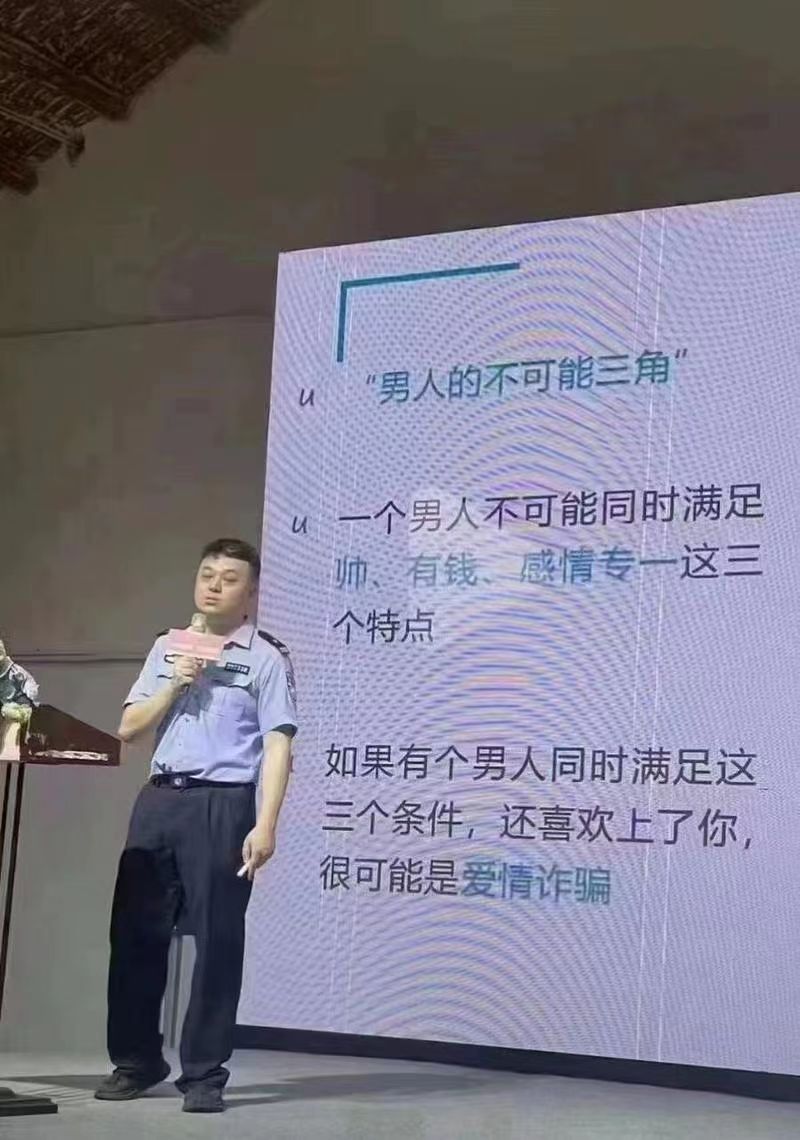 u “男人的不可能三角”
u 一个男人不可能同时满足
帅、有钱、感情专一这三
个特点
如果有个男人同时满足这
三个条件，还喜欢上了你，
很可能是爱情诈骗